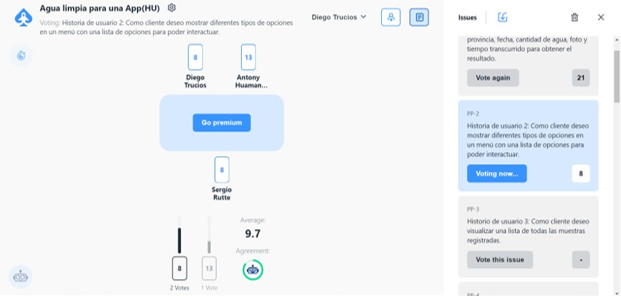 Agua limpia para una App(HU)
Voting: Historia de usuario 2: Como cliente deseo mostrar diferentes tipos de opciones
en un menú con una lista de opciones para poder interactuar.
Diego Trucios
8
13
Diego
Trucios
Antony
Huaman...
Go premium
8
Sergio
Rutte
8
13
2 Votes
1 Vote
Average:
9.7
Agreement:
Issues
provincia, fecha, cantidad de agua, foto y
tiempo transcurrido para obtener el
resultado.
Vote again
21
PP-2
Historia de usuario 2: Como cliente deseo
mostrar diferentes tipos de opciones en
un menú con una lista de opciones para
poder interactuar.
Voting now...
8
PP-3
Historio de usuario 3: Como cliente deseo
visualizar una lista de todas las muestras
registradas.
Vote this issue
-
PP-4